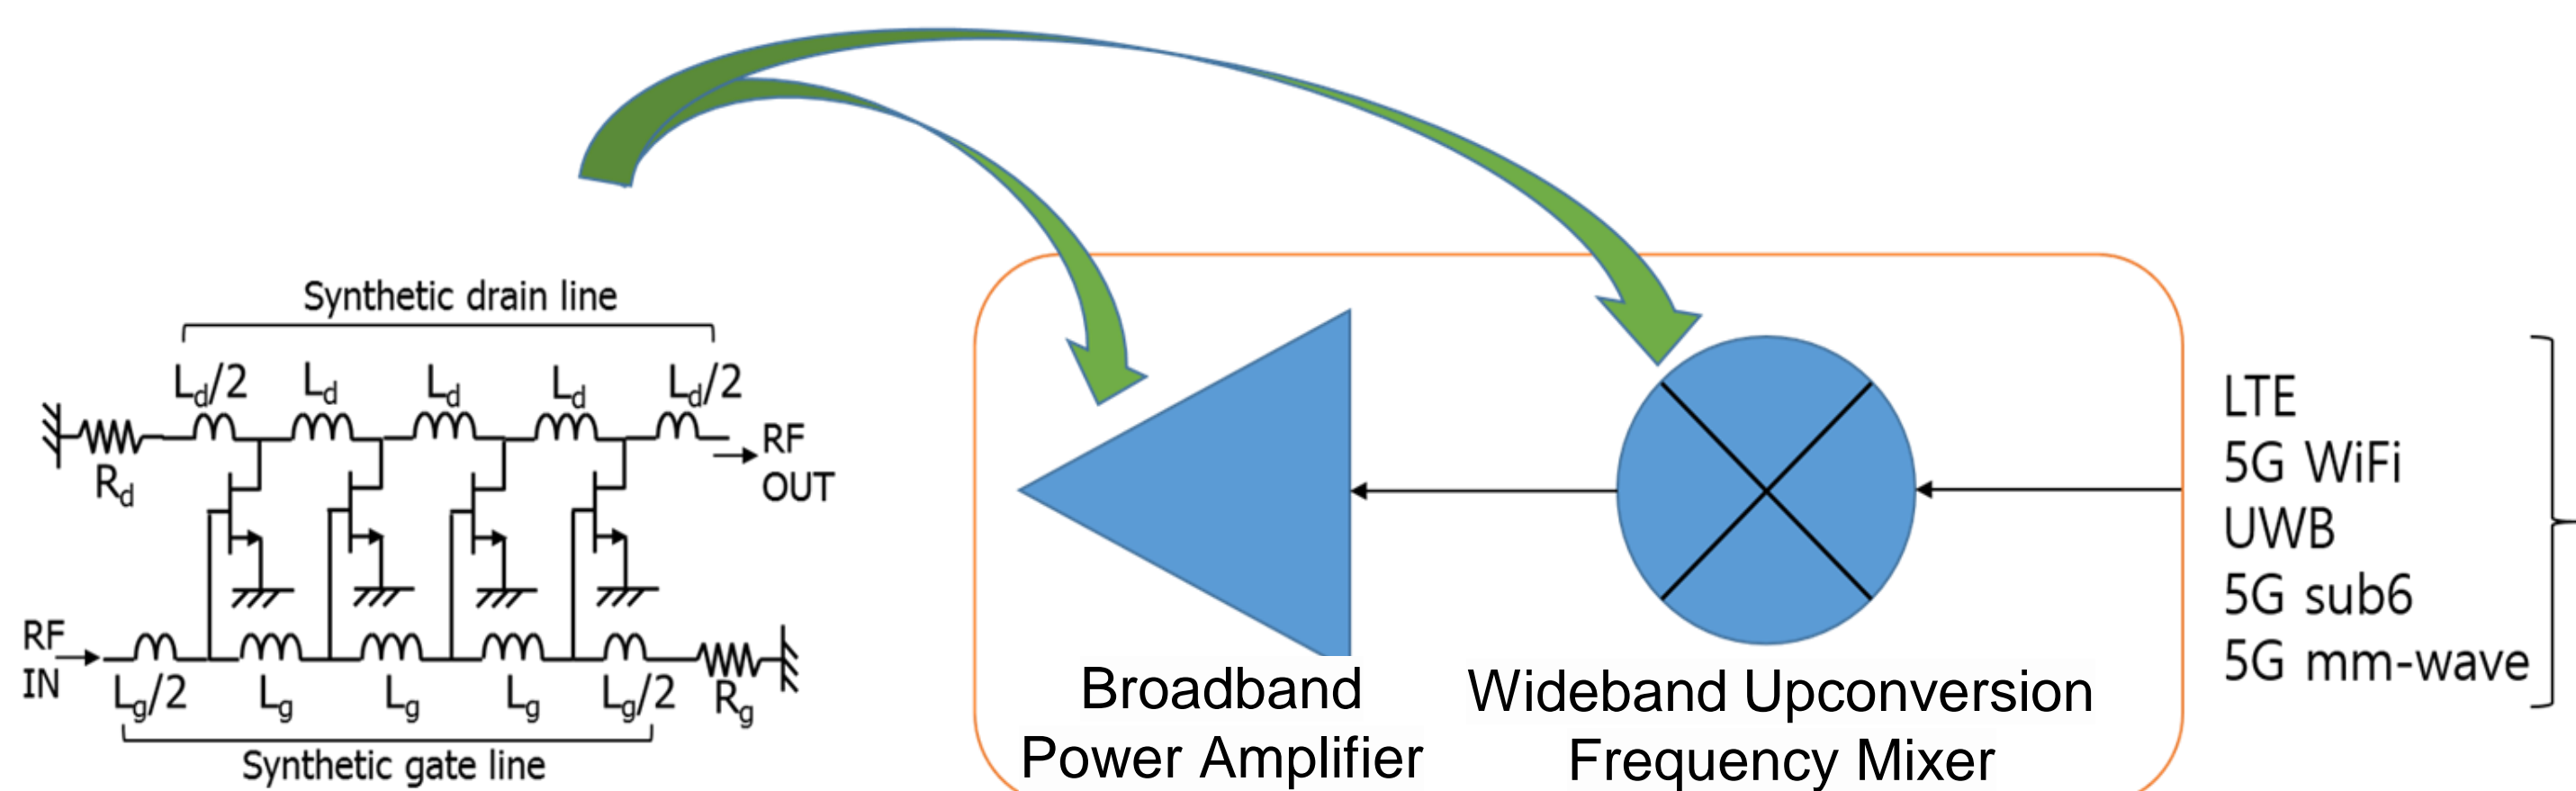 Synthetic drain line
Ld/2 Ld Ld Ld Ld/2
Rd
RF
OUT
RF
IN
Lg/2 Lg Lg Lg Lg/2 Rg
Synthetic gate line
Broadband
Power Amplifier
Wideband Upconversion
Frequency Mixer
LTE
5G WiFi
UWB
5G sub6
5G mm-wave